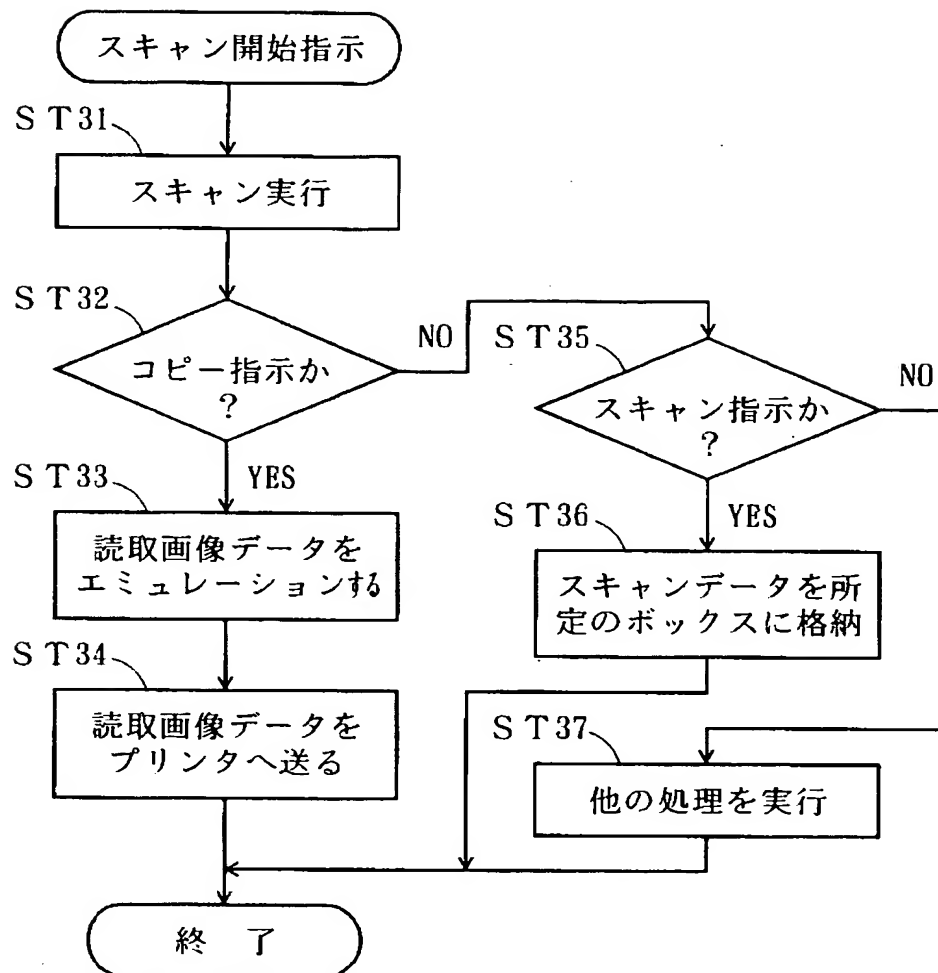 スキャン開始指示
ST31
スキャン実行
ST32
コピー指示か
?
NO
YES
ST33
読取画像データを
エミュレーションする
ST34
読取画像データを
プリンタへ送る
ST35
スキャン指示か
?
NO
YES
ST36
スキャンデータを所
定のボックスに格納
ST37
他の処理を実行
終 了